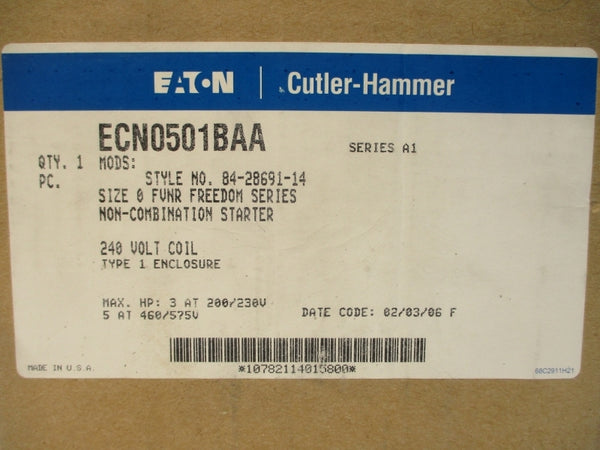 EATON | Cutler-Hammer
ECN0501BAA
SERIES A1
QTY. 1 MODS:
PC. STYLE NO. 84-28691-14
SIZE 0 FVNR FREEDOM SERIES
NON-COMBINATION STARTER
240 VOLT COIL
TYPE 1 ENCLOSURE
MAX. HP: 3 AT 200/230V
5 AT 460/575V
DATE CODE: 02/03/06 F
*10782114015800*
MADE IN U.S.A.
68C2911H21